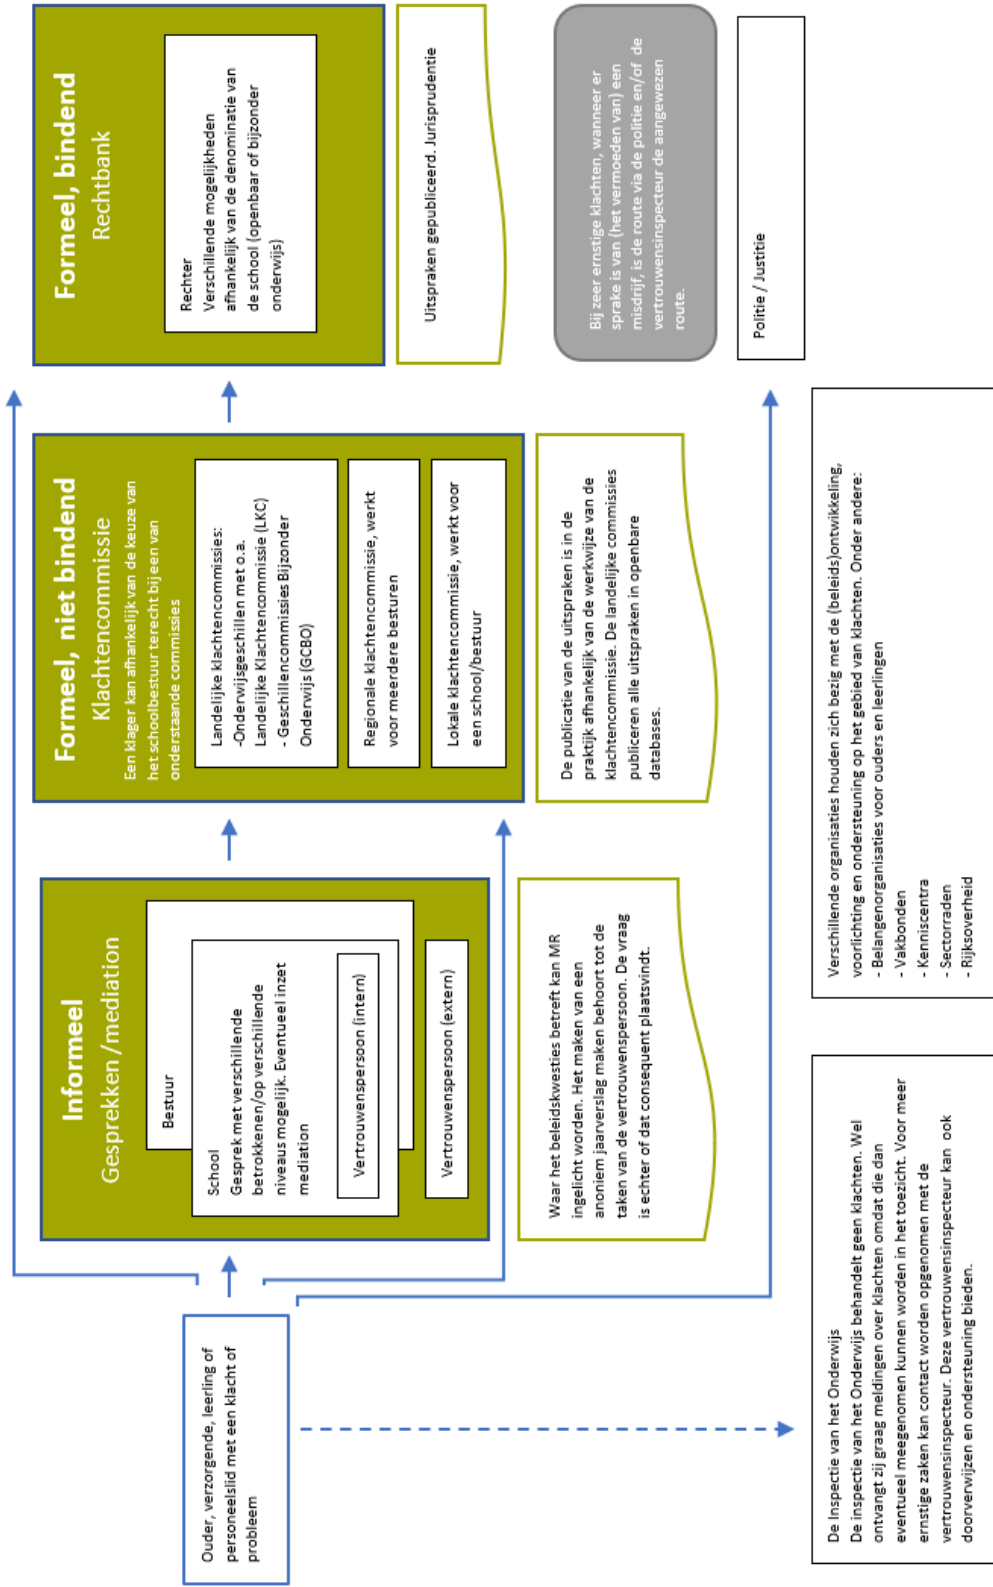 Ouder, verzorgende, leerling of
personeelslid met een klacht of
probleem
Informeel
Gesprekken /mediation
Bestuur
School
Gesprek met verschillende
betrokkenen/op verschillende
niveaus mogelijk. Eventueel inzet
mediation
Vertrouwenspersoon (intern)
Vertrouwenspersoon (extern)
Waar het beleidskwesties betreft kan MR
ingelicht worden. Het maken van een
anoniem jaarverslag maken behoort tot de
taken van de vertrouwenspersoon. De vraag
is echter of dat consequent plaatsvindt.
Formeel, niet bindend
Klachtencommissie
Een klager kan afhankelijk van de keuze van
het schoolbestuur terecht bij een van
onderstaande commissies
Landelijke klachtencommissies:
-Onderwijsgeschillen met o.a.
Landelijke Klachtencommissie (LKC)
- Geschillencommissies Bijzonder
Onderwijs (GCBO)
Regionale klachtencommissie, werkt
voor meerdere besturen
Lokale klachtencommissie, werkt voor
een school/bestuur
De publicatie van de uitspraken is in de
praktijk afhankelijk van de werkwijze van de
klachtencommissie. De landelijke commissies
publiceren alle uitspraken in openbare
databases.
Formeel, bindend
Rechtbank
Rechter
Verschillende mogelijkheden
afhankelijk van de denominatie van
de school (openbaar of bijzonder
onderwijs)
Uitspraken gepubliceerd. Jurisprudentie
Bij zeer ernstige klachten, wanneer er
sprake is van (het vermoeden van) een
misdrijf, is de route via de politie en/of de
vertrouwensinspecteur de aangewezen
route.
Politie / Justitie
De Inspectie van het Onderwijs
De inspectie van het Onderwijs behandelt geen klachten. Wel
ontvangt zij graag meldingen over klachten omdat die dan
eventueel meegenomen kunnen worden in het toezicht. Voor meer
ernstige zaken kan contact worden opgenomen met de
vertrouwensinspecteur. Deze vertrouwensinspecteur kan ook
doorverwijzen en ondersteuning bieden.
Verschillende organisaties houden zich bezig met de (beleids)ontwikkeling,
voorlichting en ondersteuning op het gebied van klachten. Onder andere:
- Belangenorganisaties voor ouders en leerlingen
- Vakbonden
- Kenniscentra
- Sectorraden
- Rijksoverheid